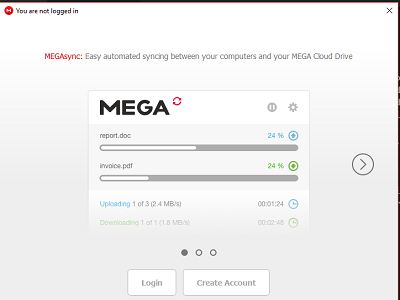 You are not logged in
MEGAsync: Easy automated syncing between your computers and your MEGA Cloud Drive
MEGA
report.doc 24 %
invoice.pdf 24 %
Uploading 1 of 3 (2.4 MB/s) 00:01:24
Downloading 1 of 1 (1.8 MB/s) 00:02:48
Login Create Account